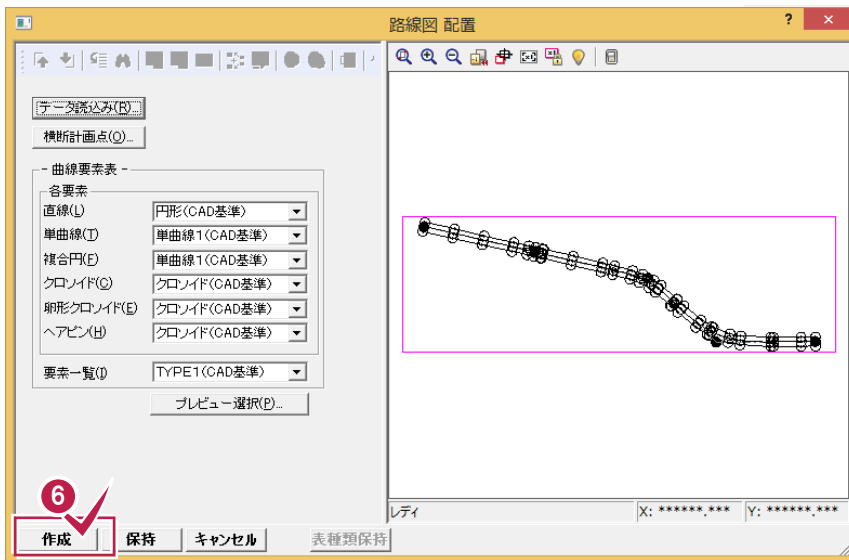 路線図 配置
?
×
データ読込み(R)...
横断計画点(O)...
- 曲線要素表 -
各要素
直線(L) 円形(CAD基準)
単曲線(T) 単曲線1(CAD基準)
複合円(F) 単曲線1(CAD基準)
クロソイド(C) クロソイド(CAD基準)
卵形クロソイド(E) クロソイド(CAD基準)
ヘアピン(H) クロソイド(CAD基準)
要素一覧(I) TYPE1(CAD基準)
プレビュー選択(P)...
レディ
X: ******.***
Y: ******.***
6
作成
保持
キャンセル
表種類保持